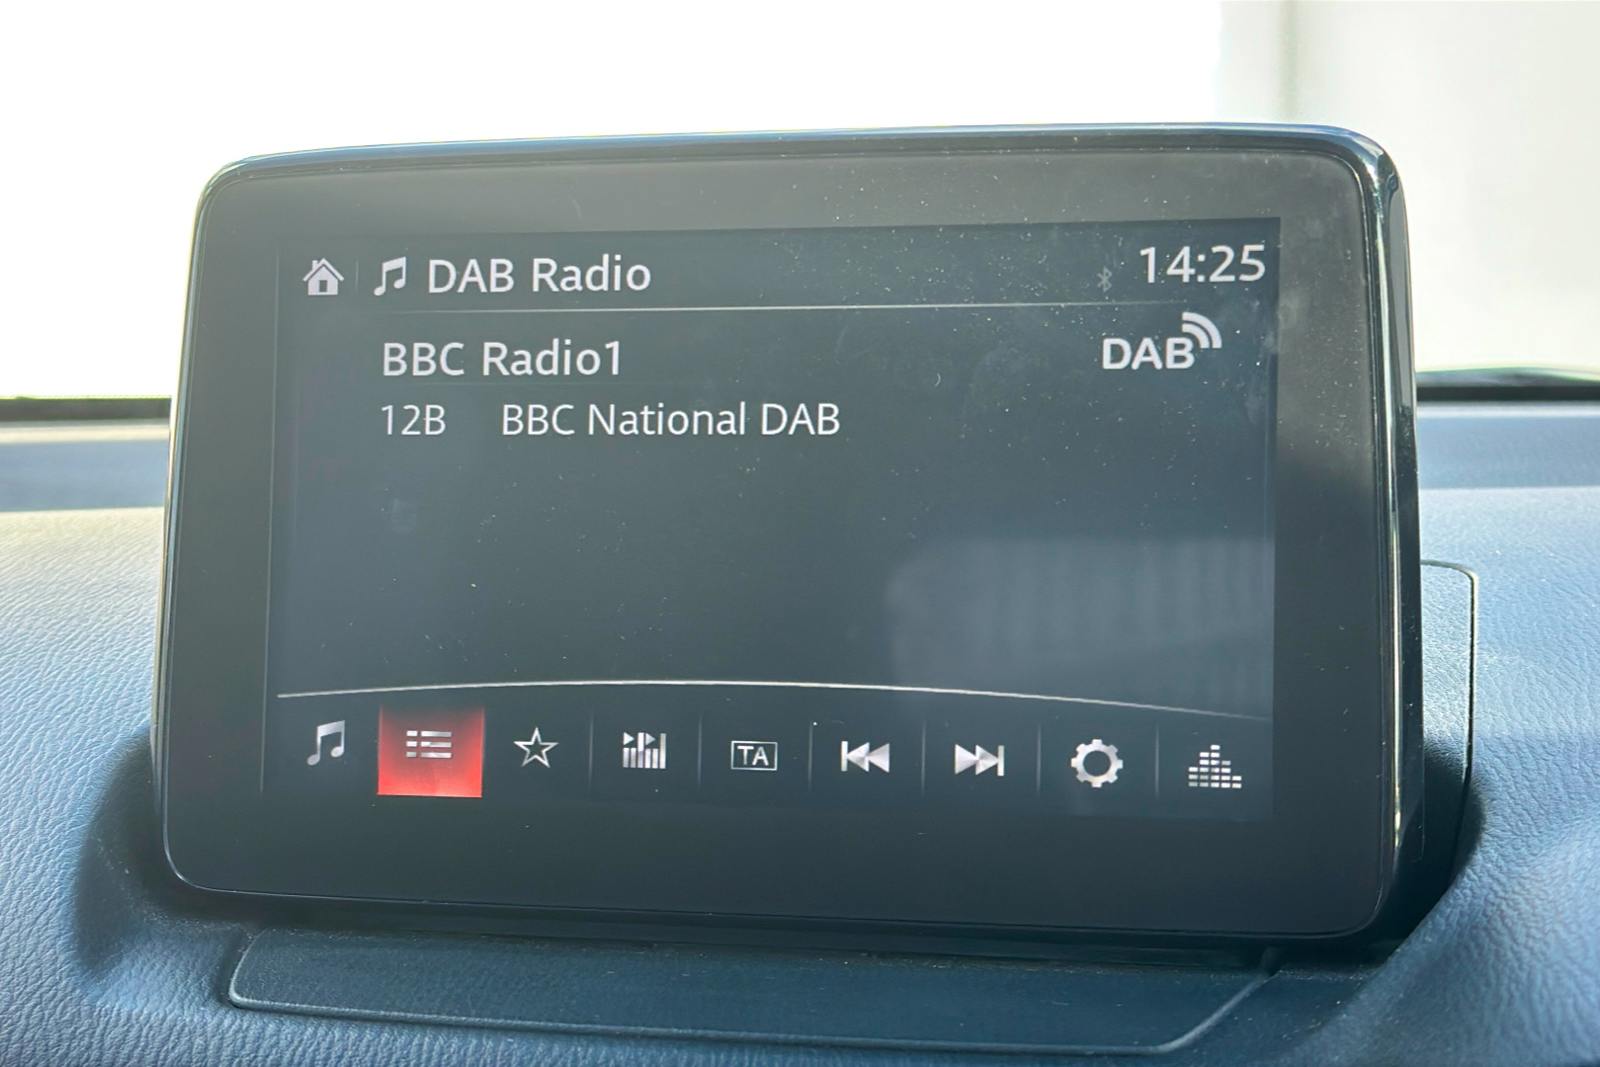 DAB Radio
14:25
BBC Radio1
DAB
12B BBC National DAB
TA